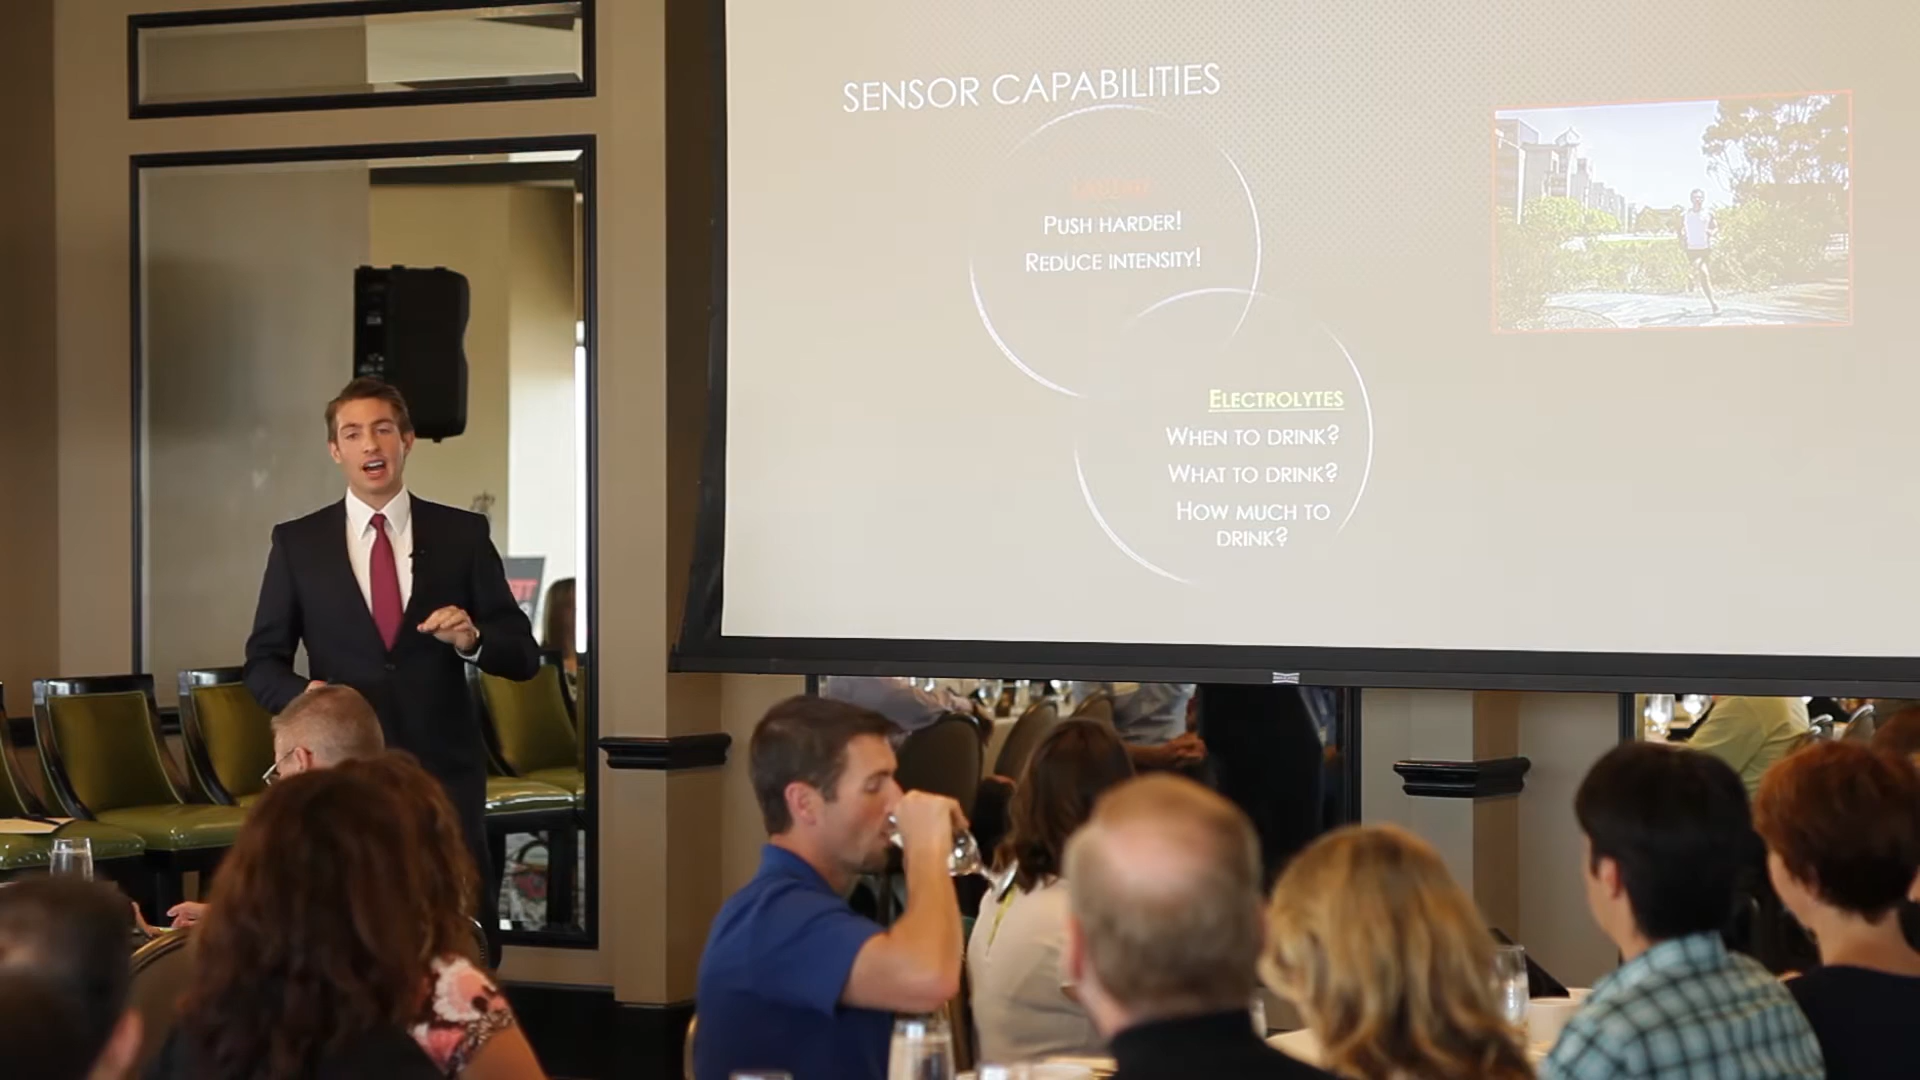 SENSOR CAPABILITIES
PUSH HARDER!
REDUCE INTENSITY!
ELECTROLYTES
WHEN TO DRINK?
WHAT TO DRINK?
HOW MUCH TO
DRINK?